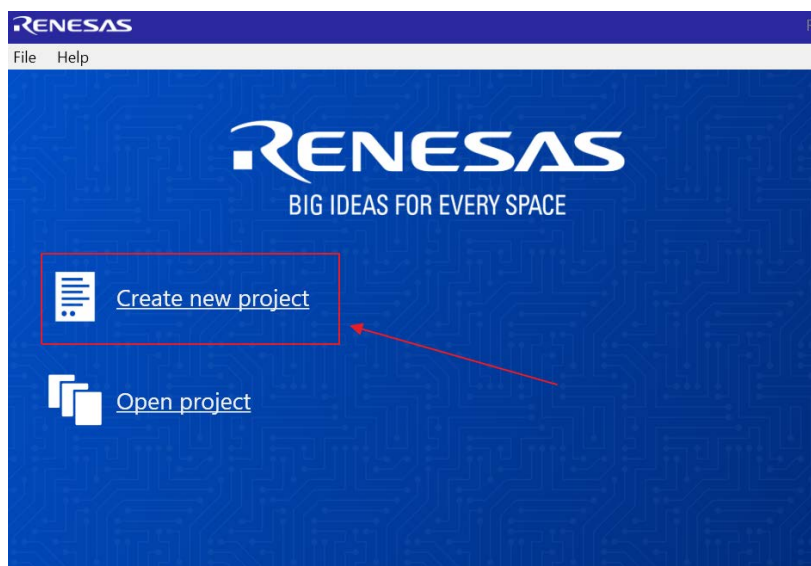 RENESAS
File Help
RENESAS
BIG IDEAS FOR EVERY SPACE
Create new project
Open project